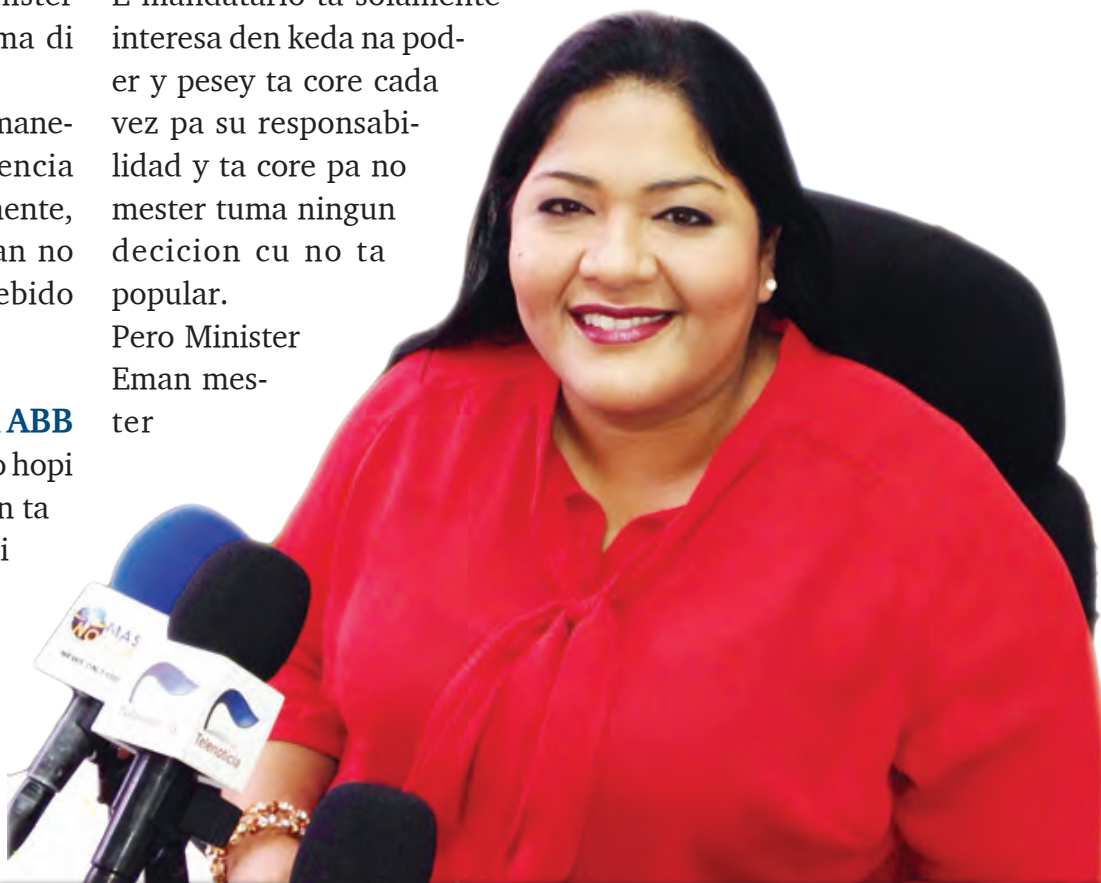 ma di
mane-
encia
nente,
an no
ebido
ABB
hopi
n ta
i
E mandatario ta solamente
interesa den keda na pod-
er y pesey ta core cada
vez pa su responsabi-
lidad y ta core pa no
mester tuma ningun
decicion cu no ta
popular.
Pero Minister
Eman mes-
ter
MAS
NO
Telenoticia